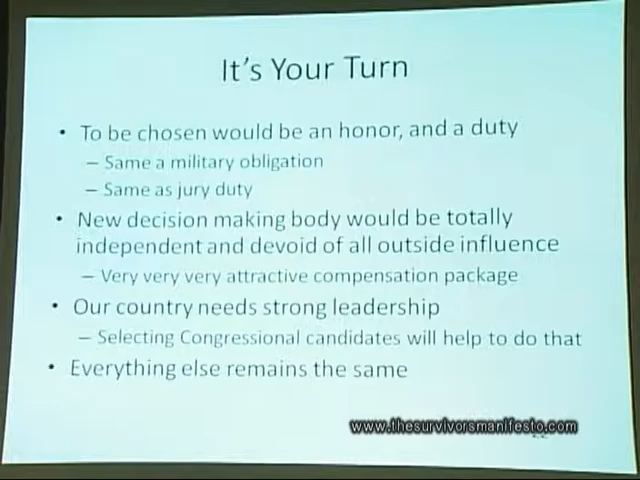 It's Your Turn
• To be chosen would be an honor, and a duty
– Same a military obligation
– Same as jury duty
• New decision making body would be totally
independent and devoid of all outside influence
– Very very very attractive compensation package
• Our country needs strong leadership
– Selecting Congressional candidates will help to do that
• Everything else remains the same
www.thesurvivorsmanifesto.com